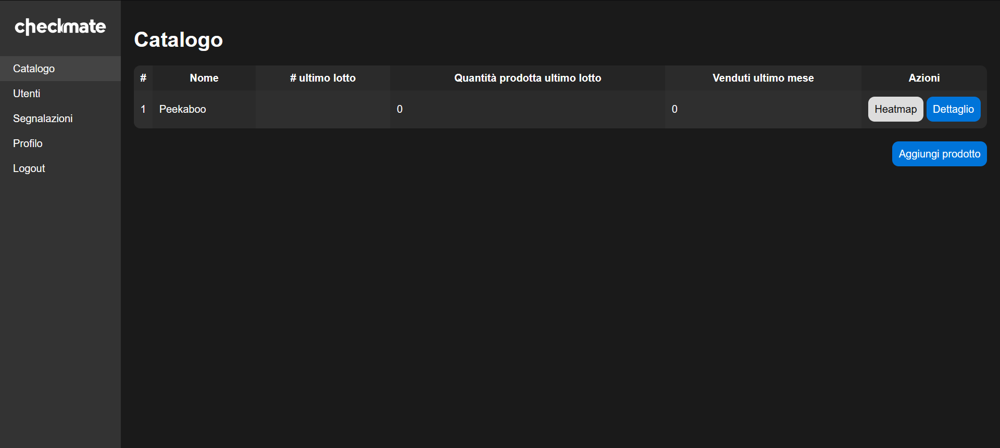 checkmate
Catalogo
Utenti
Segnalazioni
Profilo
Logout
Catalogo
# Nome # ultimo lotto Quantità prodotta ultimo lotto Venduti ultimo mese Azioni
1 Peekaboo 0 0 Heatmap Dettaglio
Aggiungi prodotto